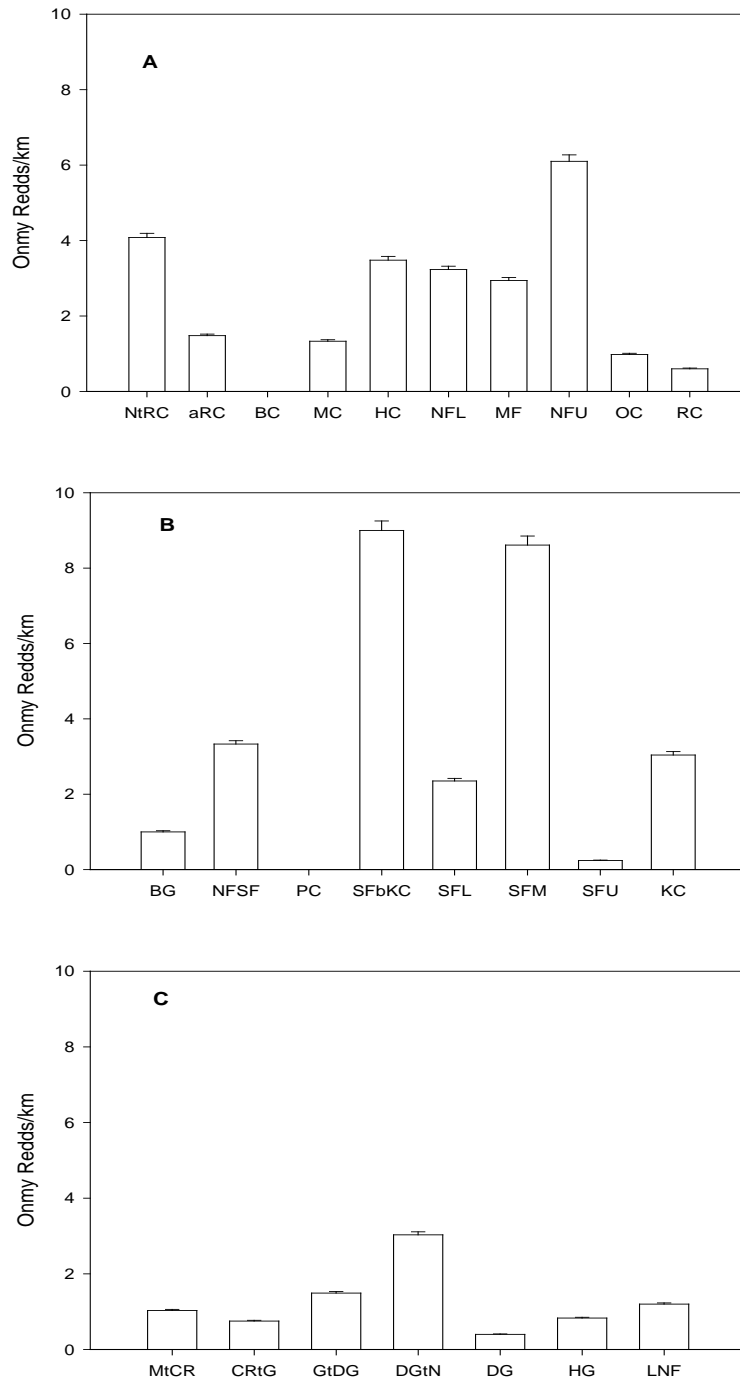 10
A
8
6
4
2
0
Onmy Redds/km
NtRC aRC BC MC HC NFL MF NFU OC RC
10
B
8
6
4
2
0
Onmy Redds/km
BG NFSF PC SFbKC SFL SFM SFU KC
10
C
8
6
4
2
0
Onmy Redds/km
MtCR CRtG GtDG DGtN DG HG LNF